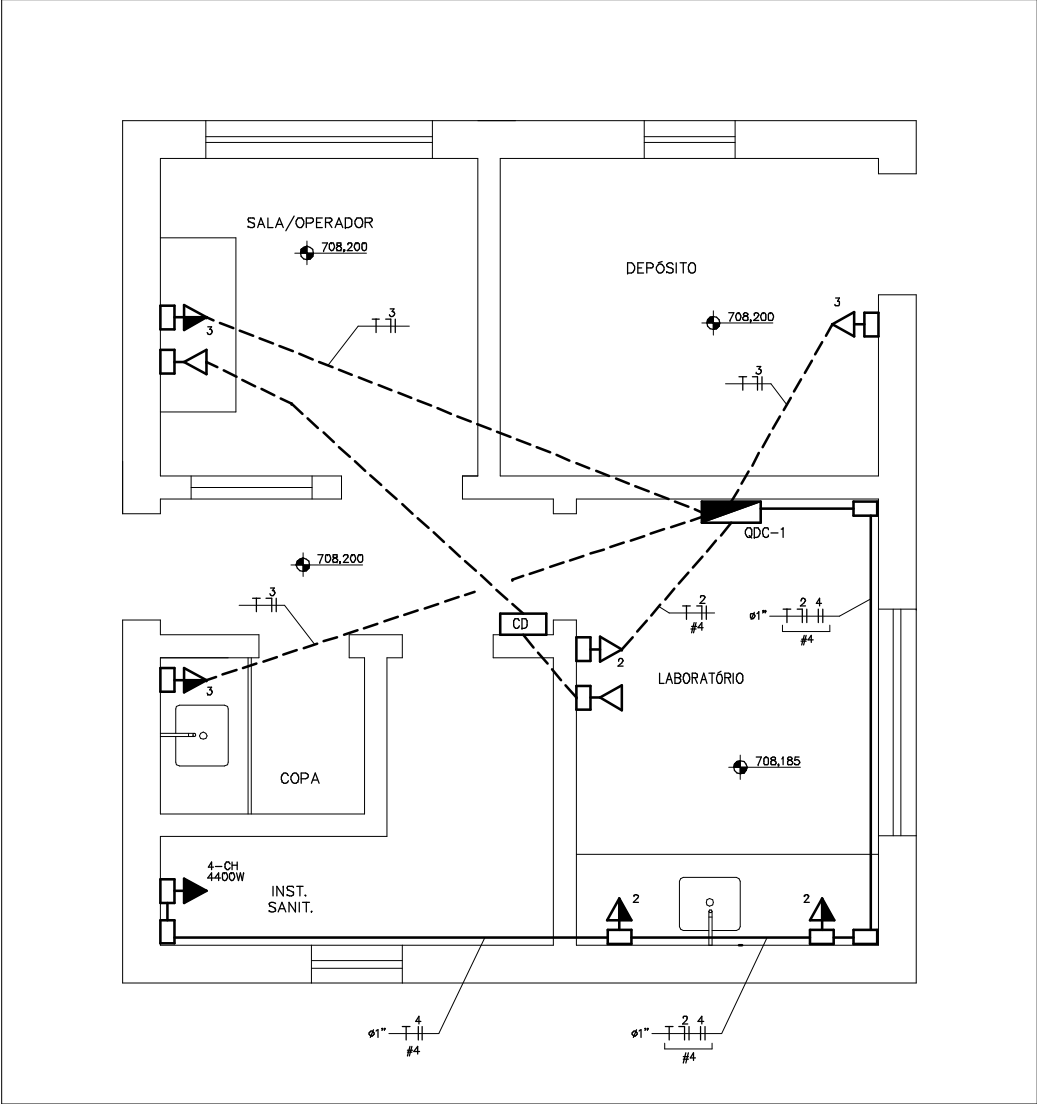 SALA/OPERADOR
708,200
DEPÓSITO
3
708,200
3
3
3
QDC-1
708,200
3
2
#4
ø1" 2 4
#4
CD
2
LABORATÓRIO
3
708,185
COPA
4-CH
4400W
INST.
SANIT.
2
2
ø1" 4
#4
ø1" 2 4
#4